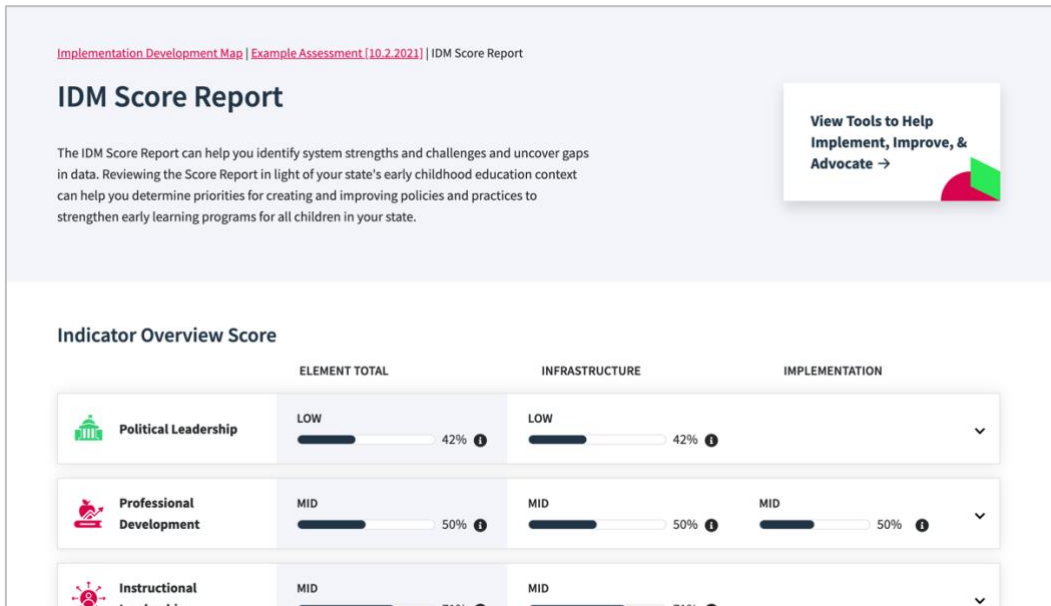 Implementation Development Map | Example Assessment [10.2.2021] | IDM Score Report
IDM Score Report
The IDM Score Report can help you identify system strengths and challenges and uncover gaps
in data. Reviewing the Score Report in light of your state's early childhood education context
can help you determine priorities for creating and improving policies and practices to
strengthen early learning programs for all children in your state.
View Tools to Help
Implement, Improve, &
Advocate →
Indicator Overview Score
ELEMENT TOTAL INFRASTRUCTURE IMPLEMENTATION
Political Leadership
LOW
42%
LOW
42%
Professional
Development
MID
50%
MID
50%
MID
50%
Instructional
MID
MID